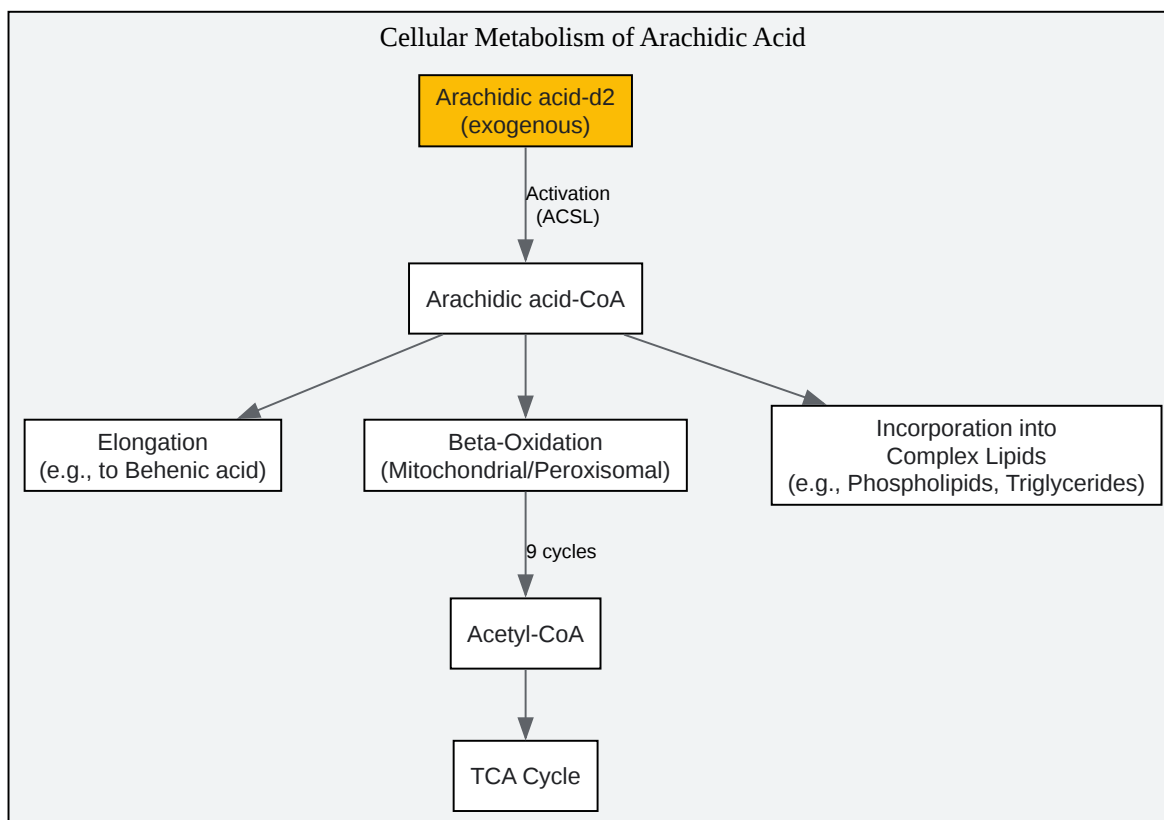 Cellular Metabolism of Arachidic Acid
Arachidic acid-d2
(exogenous)
Activation
(ACSL)
Arachidic acid-CoA
Elongation
(e.g., to Behenic acid)
Beta-Oxidation
(Mitochondrial/Peroxisomal)
Incorporation into
Complex Lipids
(e.g., Phospholipids, Triglycerides)
9 cycles
Acetyl-CoA
TCA Cycle